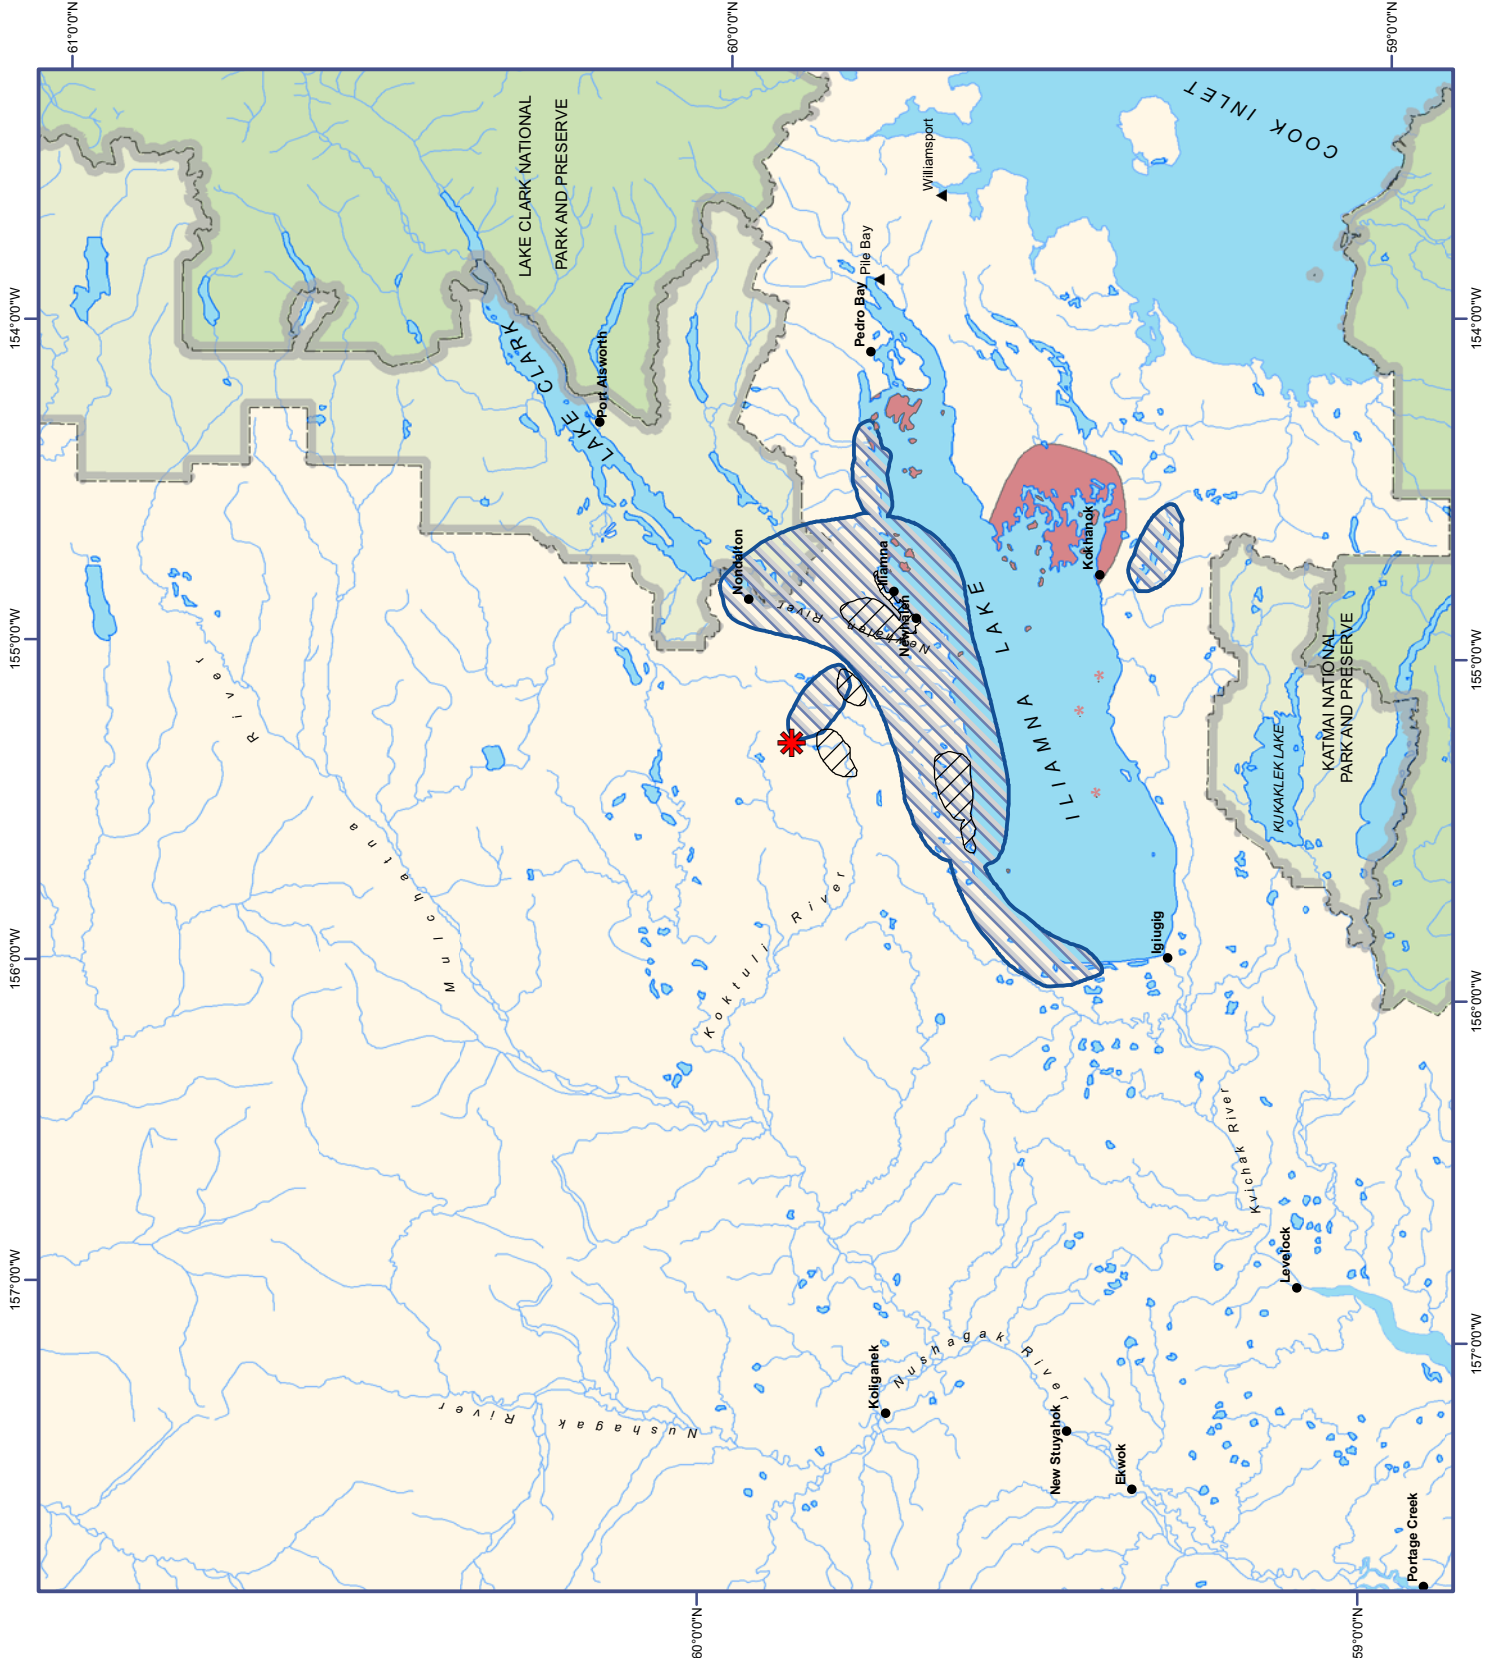 61°0'0"N
60°0'0"N
59°0'0"N
154°0'0"W
155°0'0"W
156°0'0"W
157°0'0"W
154°0'0"W
155°0'0"W
156°0'0"W
157°0'0"W
60°0'0"N
59°0'0"N
LAKE CLARK NATIONAL
PARK AND PRESERVE
COOK INLET
Williamsport
Pile Bay
Pedro Bay
LAKE CLARK
Port Alsworth
Nondalton
Newhalen River
Iliamna
Newhalen
Kokhanok
ILIAMNA LAKE
KUKAKLEK LAKE
KATMAI NATIONAL
PARK AND PRESERVE
Mulchatna River
Koktuli River
Igiugig
Kvichak River
Levelock
Nushagak River
Koliganek
Nushagak River
New Stuyahok
Ekwok
Portage Creek